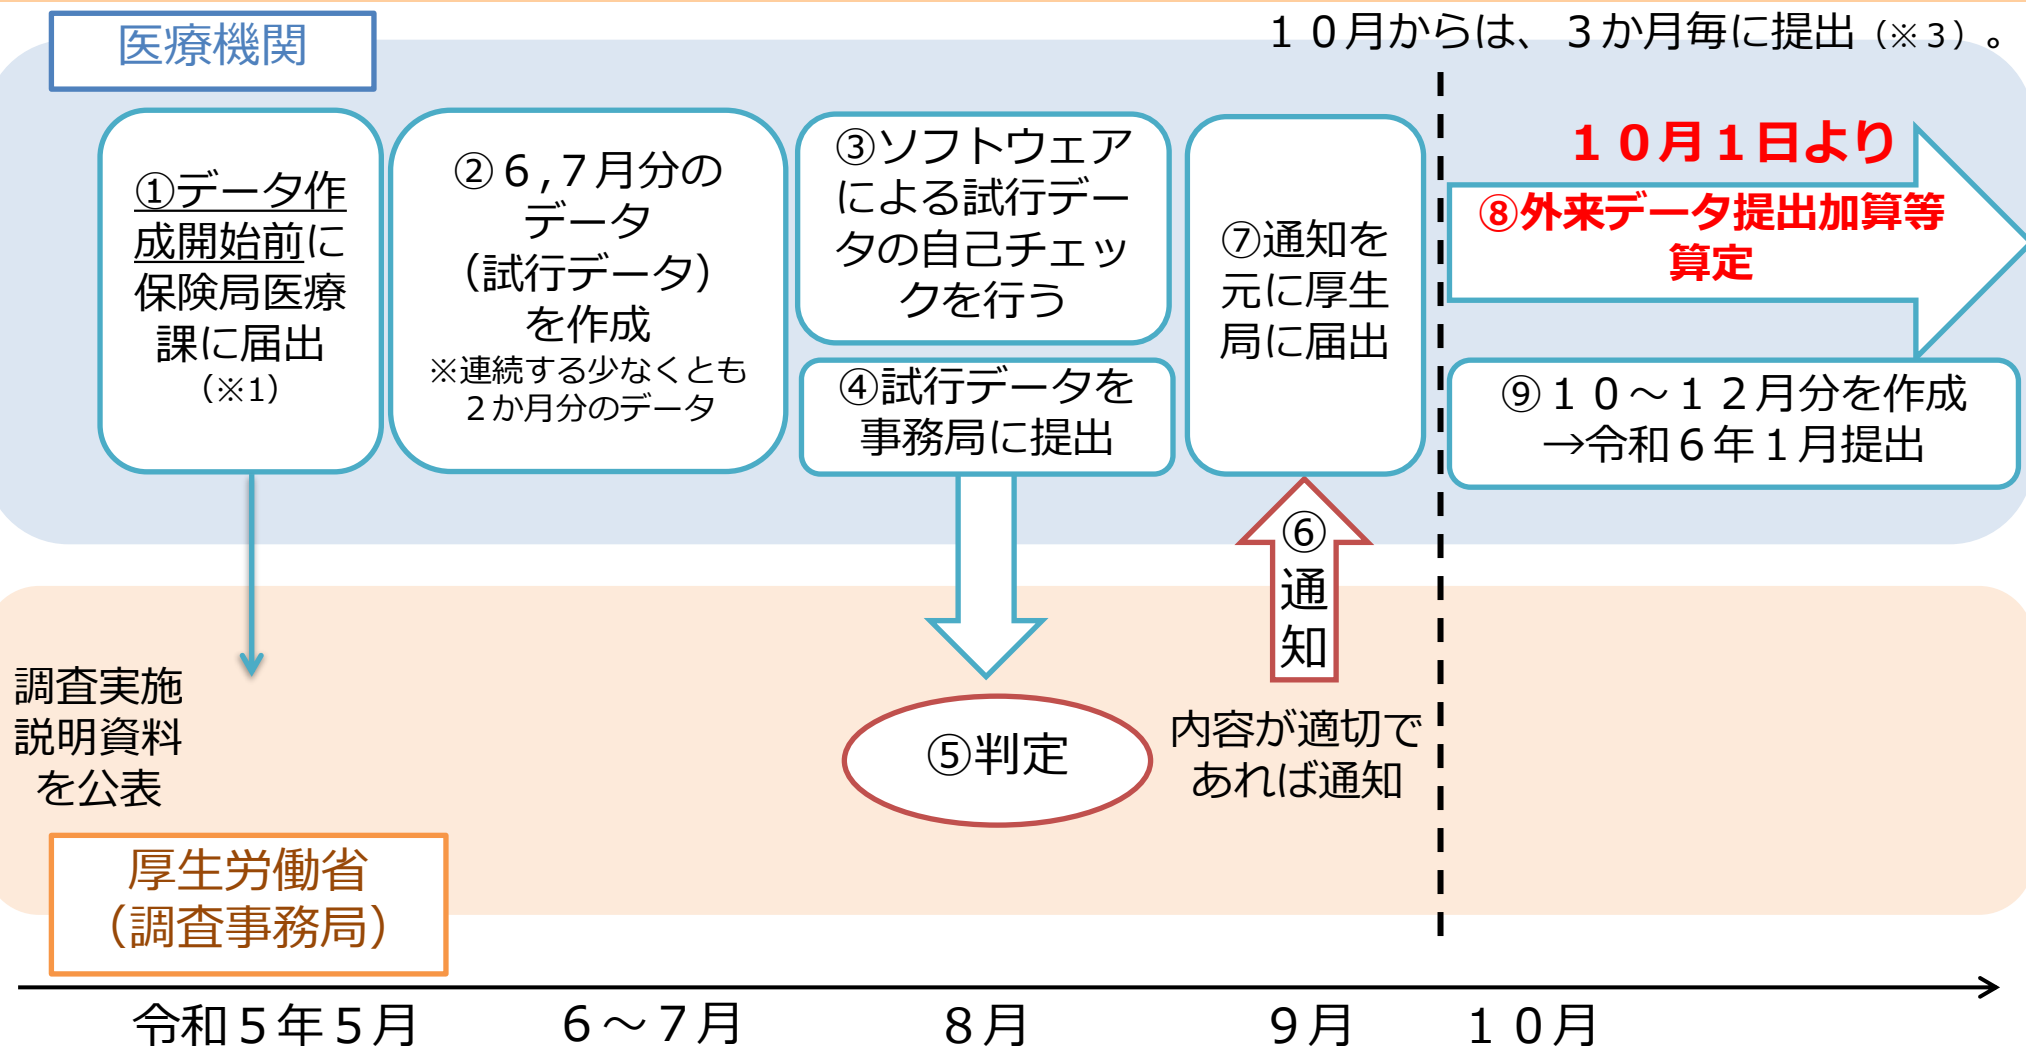 医療機関
１０月からは、３か月毎に提出（※３）。
①データ作
成開始前に
保険局医療
課に届出
（※1）
②６,７月分の
データ
（試行データ）
を作成
※連続する少なくとも
２か月分のデータ
③ソフトウェア
による試行デー
タの自己チェッ
クを行う
④試行データを
事務局に提出
⑦通知を
元に厚生
局に届出
１０月１日より
⑧外来データ提出加算等
算定
⑨１０～１２月分を作成
→令和６年１月提出
⑥
通
知
調査実施
説明資料
を公表
⑤判定
内容が適切で
あれば通知
厚生労働省
（調査事務局）
令和５年５月
６～７月
８月
９月
１０月